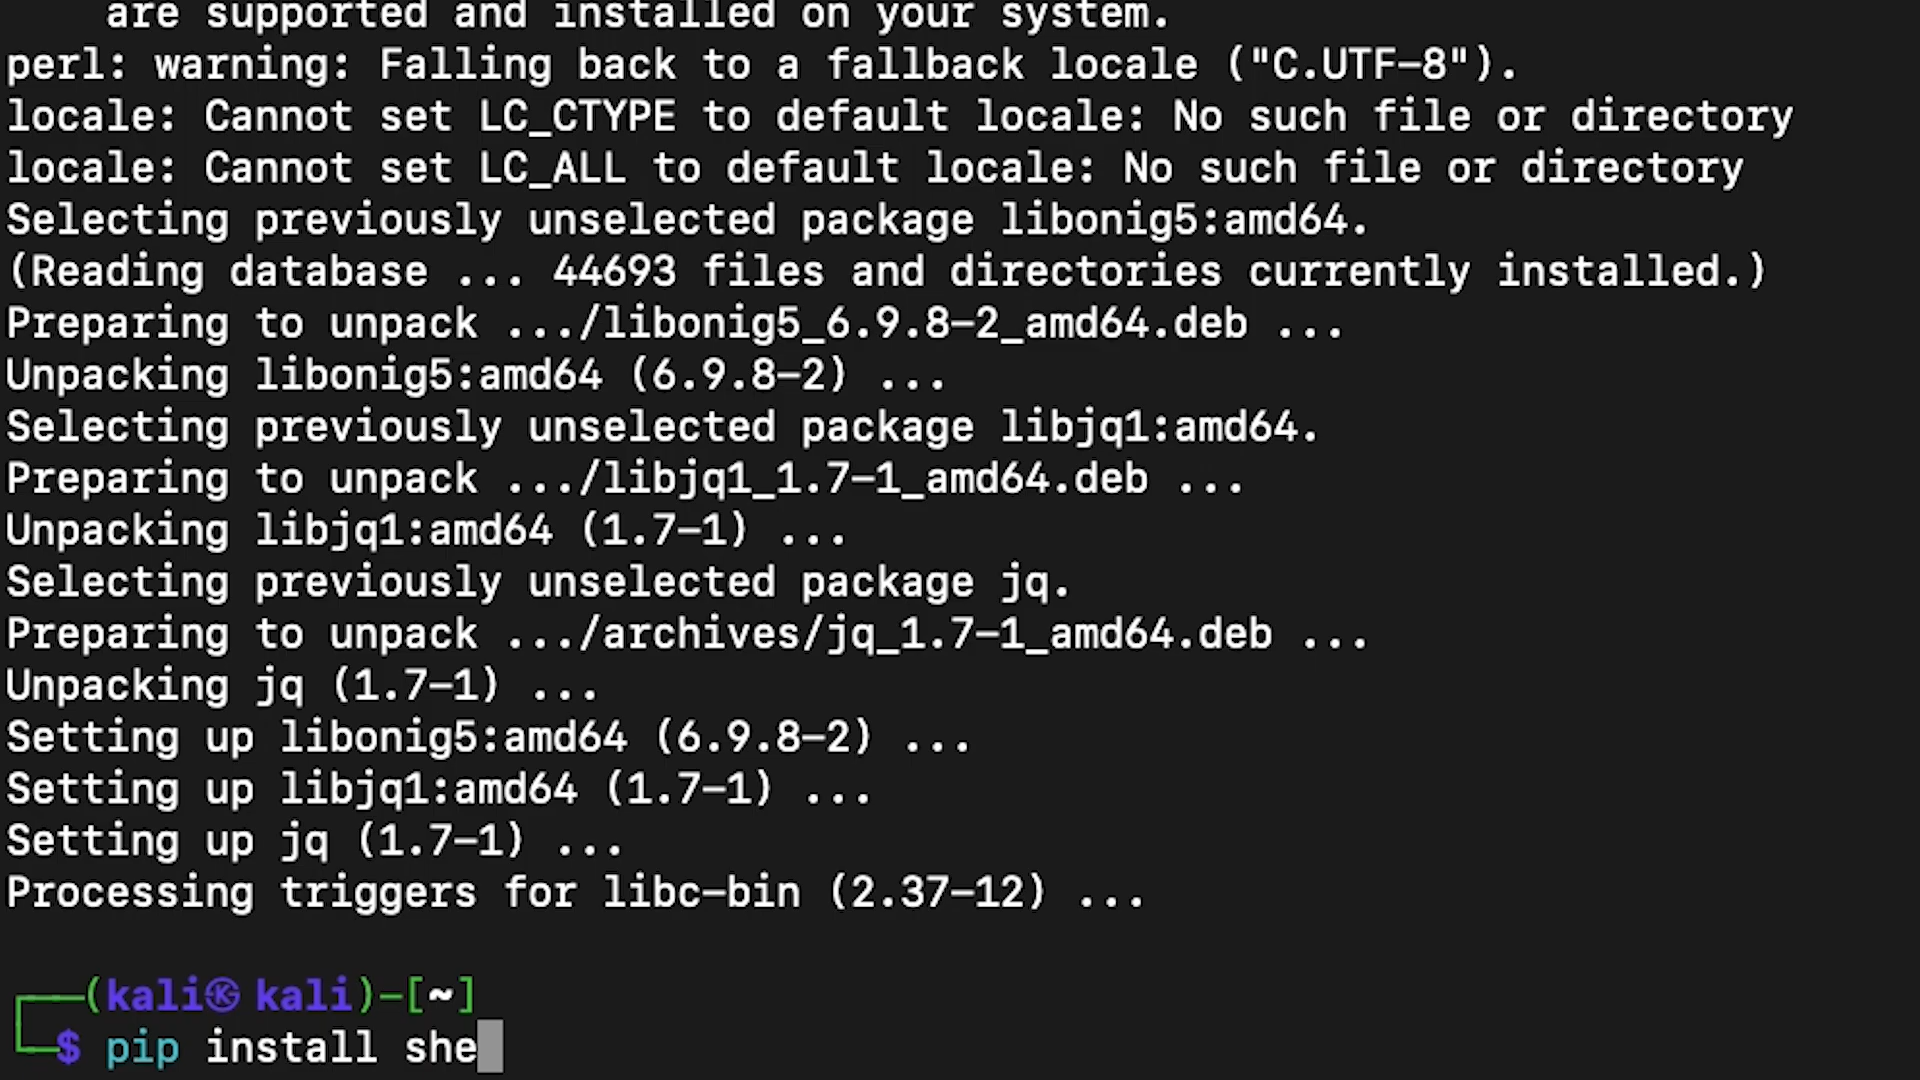 are supported and installed on your system.
perl: warning: Falling back to a fallback locale ("C.UTF-8").
locale: Cannot set LC_CTYPE to default locale: No such file or directory
locale: Cannot set LC_ALL to default locale: No such file or directory
Selecting previously unselected package libonig5:amd64.
(Reading database ... 44693 files and directories currently installed.)
Preparing to unpack .../libonig5_6.9.8-2_amd64.deb ...
Unpacking libonig5:amd64 (6.9.8-2) ...
Selecting previously unselected package libjq1:amd64.
Preparing to unpack .../libjq1_1.7-1_amd64.deb ...
Unpacking libjq1:amd64 (1.7-1) ...
Selecting previously unselected package jq.
Preparing to unpack .../archives/jq_1.7-1_amd64.deb ...
Unpacking jq (1.7-1) ...
Setting up libonig5:amd64 (6.9.8-2) ...
Setting up libjq1:amd64 (1.7-1) ...
Setting up jq (1.7-1) ...
Processing triggers for libc-bin (2.37-12) ...
┌──(kali㉿kali)-[~]
└─$ pip install she